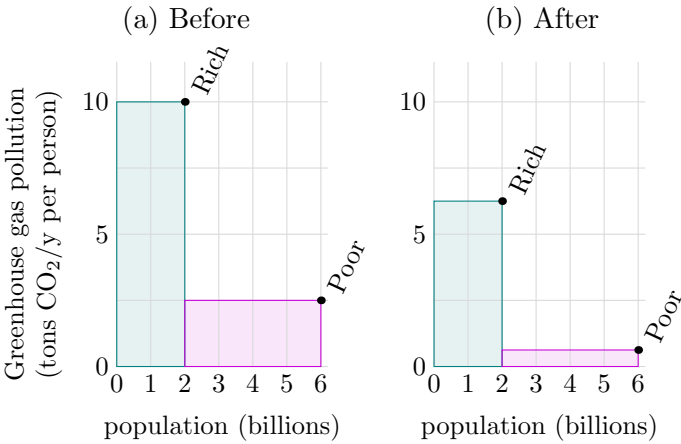 (a) Before
(b) After
Greenhouse gas pollution
(tons CO₂/y per person)
10
5
0
0 1 2 3 4 5 6
population (billions)
Rich
Poor
10
5
0
0 1 2 3 4 5 6
population (billions)
Rich
Poor